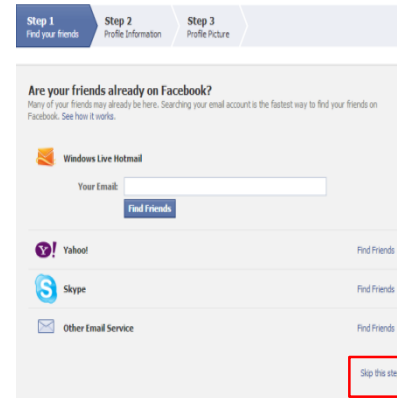 Step 1
Find your friends
Step 2
Profile Information
Step 3
Profile Picture
Are your friends already on Facebook?
Many of your friends may already be here. Searching your email account is the fastest way to find your friends on
Facebook. See how it works.
Windows Live Hotmail
Your Email:
Find Friends
Yahoo!
Find Friends
Skype
Find Friends
Other Email Service
Find Friends
Skip this ste